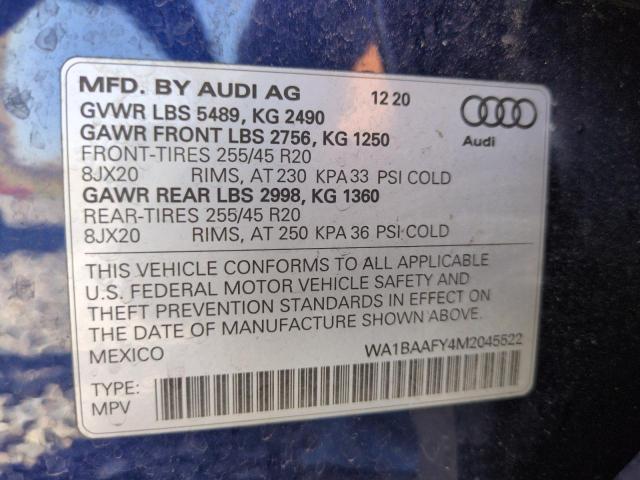 MFD. BY AUDI AG 12 20
GVWR LBS 5489, KG 2490
GAWR FRONT LBS 2756, KG 1250
FRONT-TIRES 255/45 R20
8JX20 RIMS, AT 230 KPA 33 PSI COLD
GAWR REAR LBS 2998, KG 1360
REAR-TIRES 255/45 R20
8JX20 RIMS, AT 250 KPA 36 PSI COLD
Audi
THIS VEHICLE CONFORMS TO ALL APPLICABLE
U.S. FEDERAL MOTOR VEHICLE SAFETY AND
THEFT PREVENTION STANDARDS IN EFFECT ON
THE DATE OF MANUFACTURE SHOWN ABOVE.
MEXICO WA1BAAFY4M2045522
TYPE:
MPV